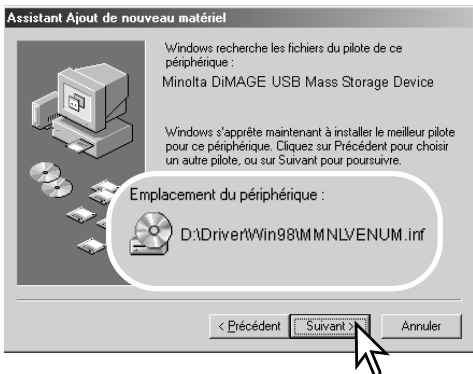 Assistant Ajout de nouveau matériel
Windows recherche les fichiers du pilote de ce
périphérique :
Minolta DiMAGE USB Mass Storage Device
Windows s'apprête maintenant à installer le meilleur pilote
pour ce périphérique. Cliquez sur Précédent pour choisir
un autre pilote, ou sur Suivant pour poursuivre.
Emplacement du périphérique :
D:\Driver\Win98\MMNLVENUM.inf
< Précédent Suivant > Annuler